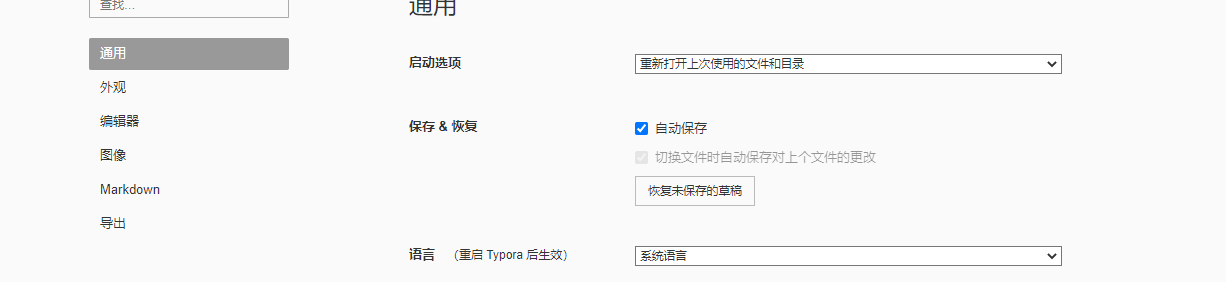 查找...
通用
外观
编辑器
图像
Markdown
导出
通用
启动选项
重新打开上次使用的文件和目录
保存 & 恢复
自动保存
切换文件时自动保存对上个文件的更改
恢复未保存的草稿
语言 （重启 Typora 后生效）
系统语言